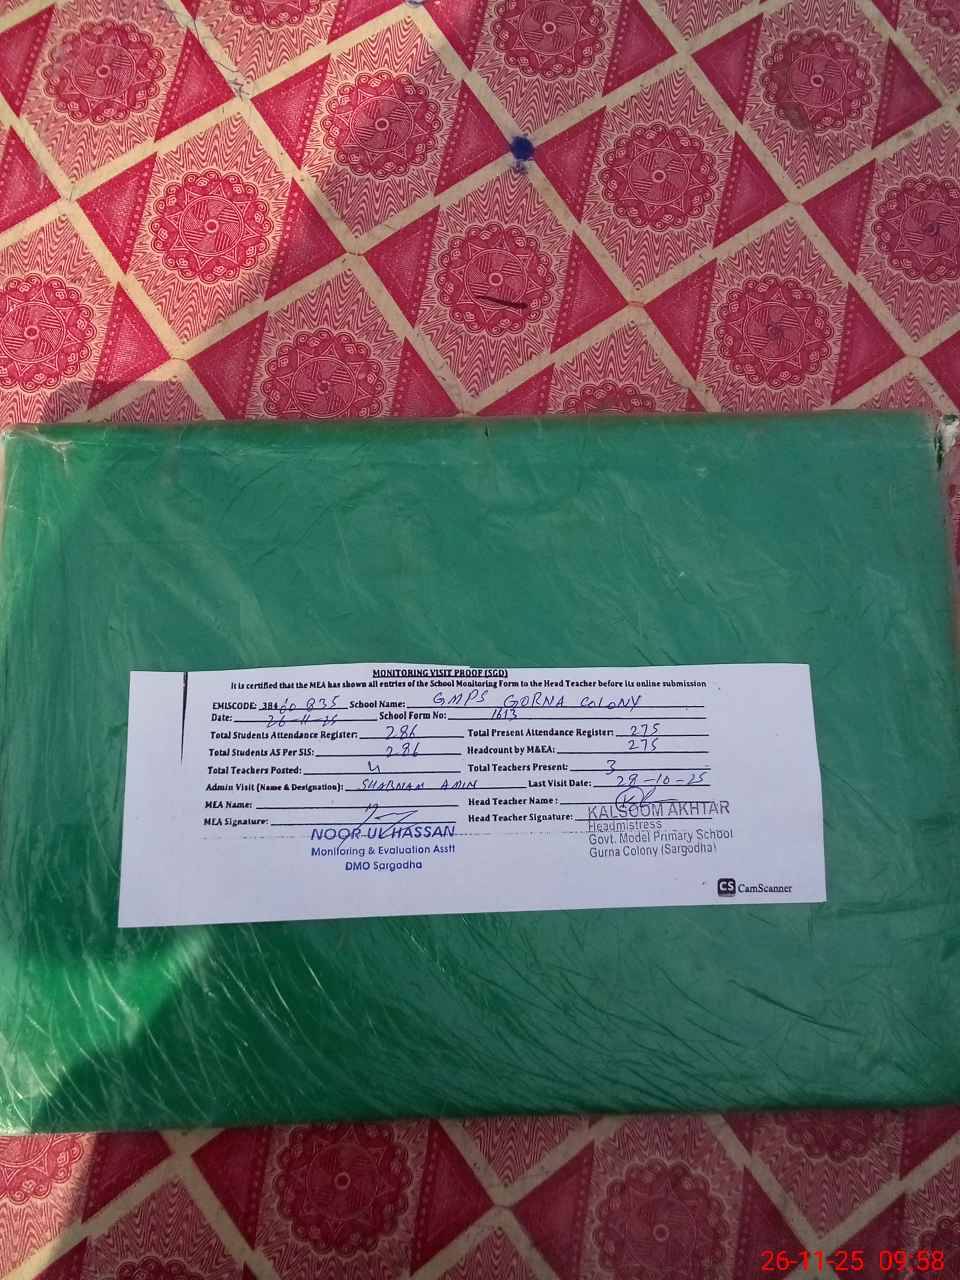 MONITORING VISIT PROOF (SGD)
It is certified that the MEA has shown all entries of the School Monitoring Form to the Head Teacher before its online submission
EMISCODE: 38460835 School Name: GMPS GORNA COLONY
Date: 26-11-25 School Form No: 1613
Total Students Attendance Register: 286 Total Present Attendance Register: 275
Total Students AS Per SIS: 286 Headcount by M&EA: 275
Total Teachers Posted: 4 Total Teachers Present: 3
Admin Visit (Name & Designation): SHABNAM AMIN Last Visit Date: 29-10-25
MEA Name: Head Teacher Name:
MEA Signature: Head Teacher Signature:
NOOR UL HASSAN
Monitoring & Evaluation Asstt
DMO Sargodha
KALSOOM AKHTAR
Headmistress
Govt. Model Primary School
Gurna Colony (Sargodha)
CS CamScanner
26-11-25 09:58